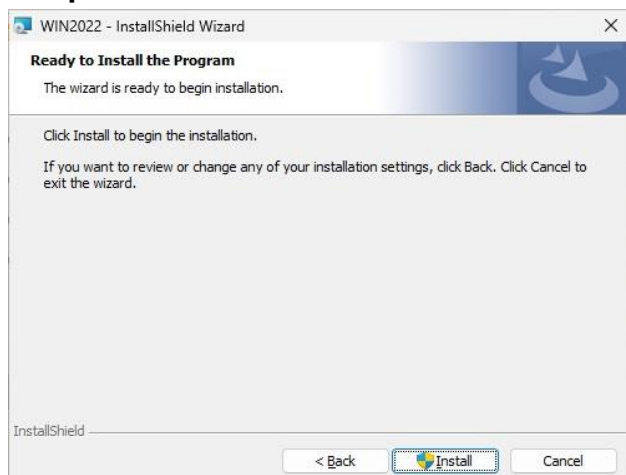 WIN2022 - InstallShield Wizard
Ready to Install the Program
The wizard is ready to begin installation.
Click Install to begin the installation.
If you want to review or change any of your installation settings, click Back. Click Cancel to
exit the wizard.
InstallShield
< Back Install Cancel